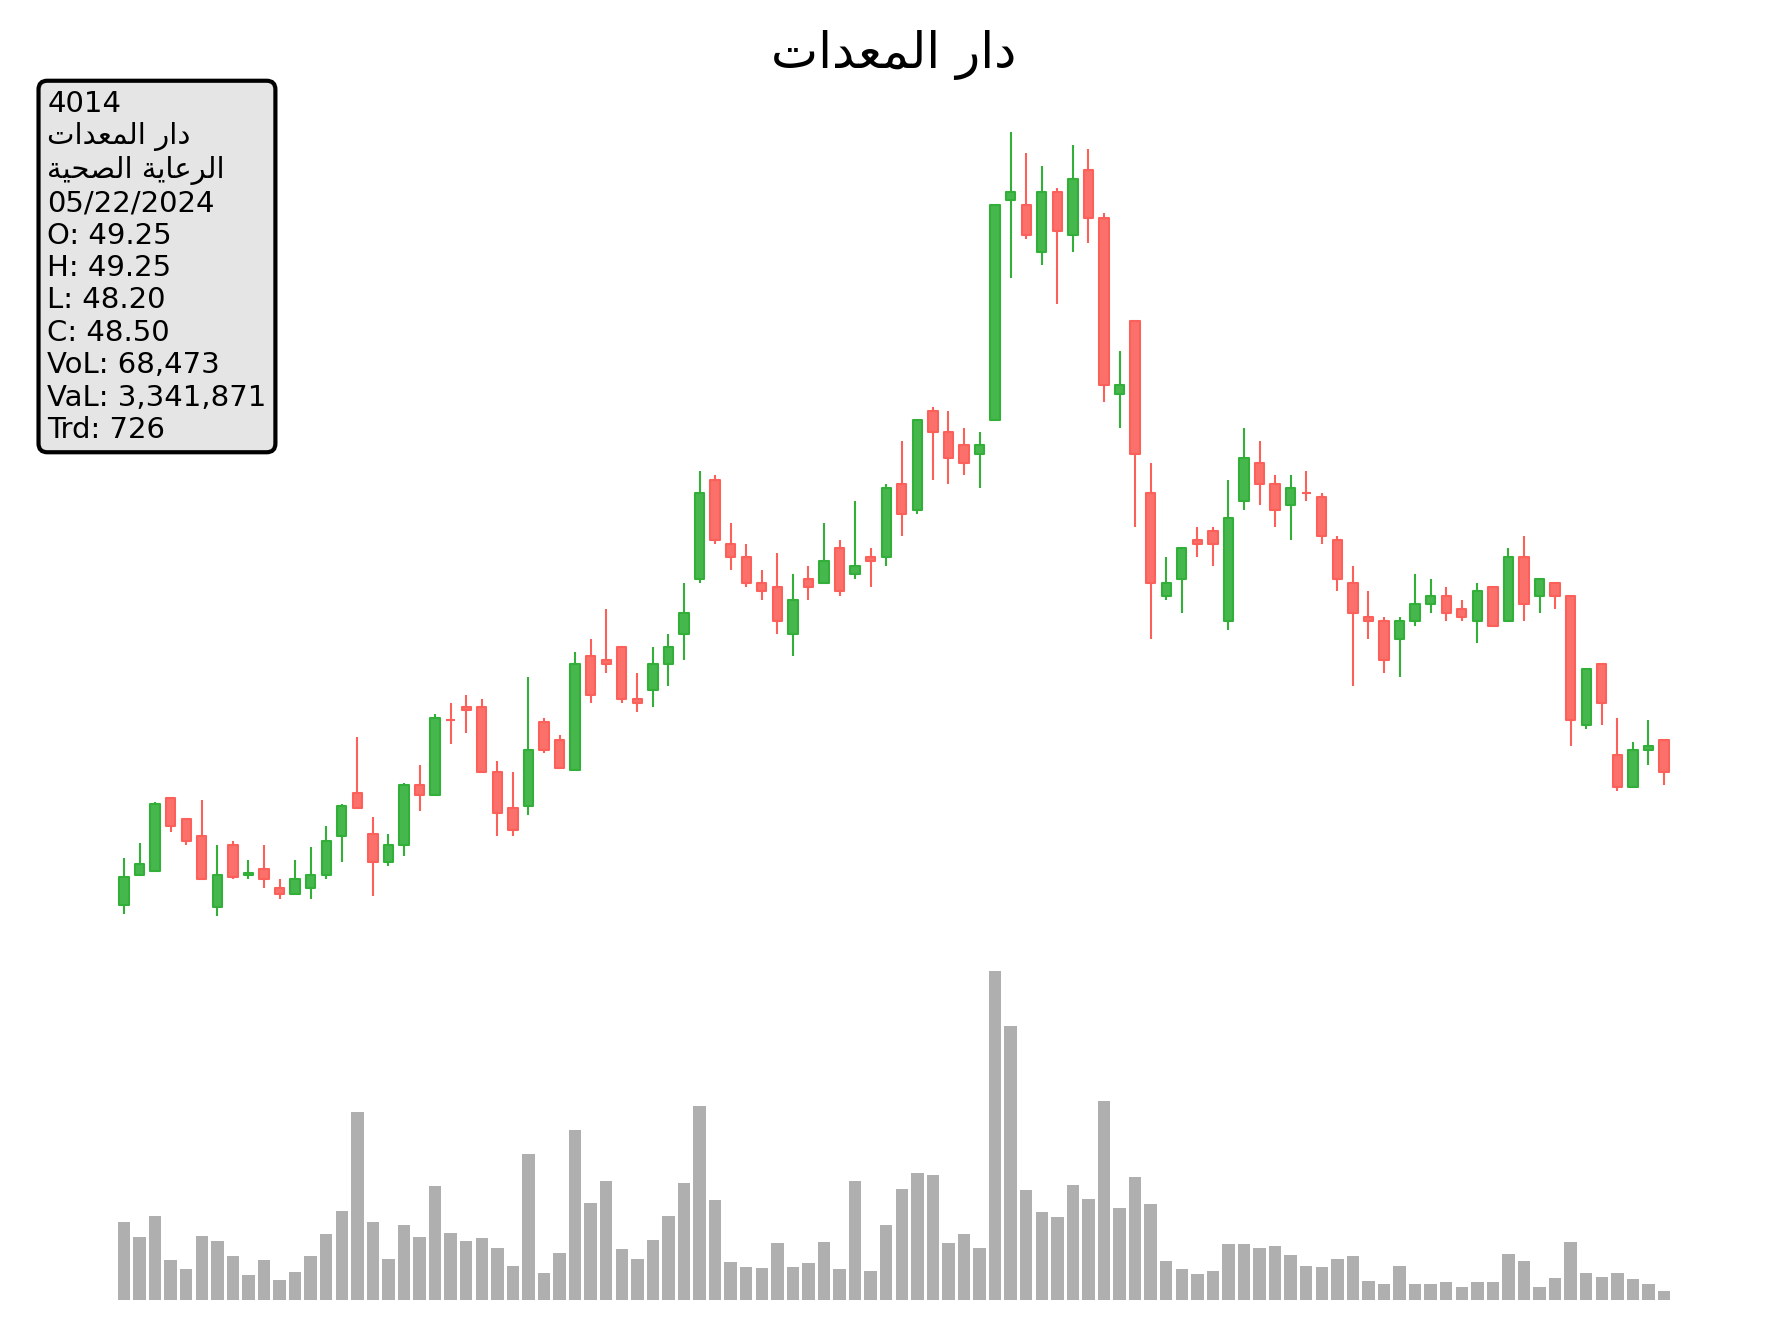 دار المعدات
4014
دار المعدات
الرعاية الصحية
05/22/2024
O: 49.25
H: 49.25
L: 48.20
C: 48.50
VoL: 68,473
VaL: 3,341,871
Trd: 726